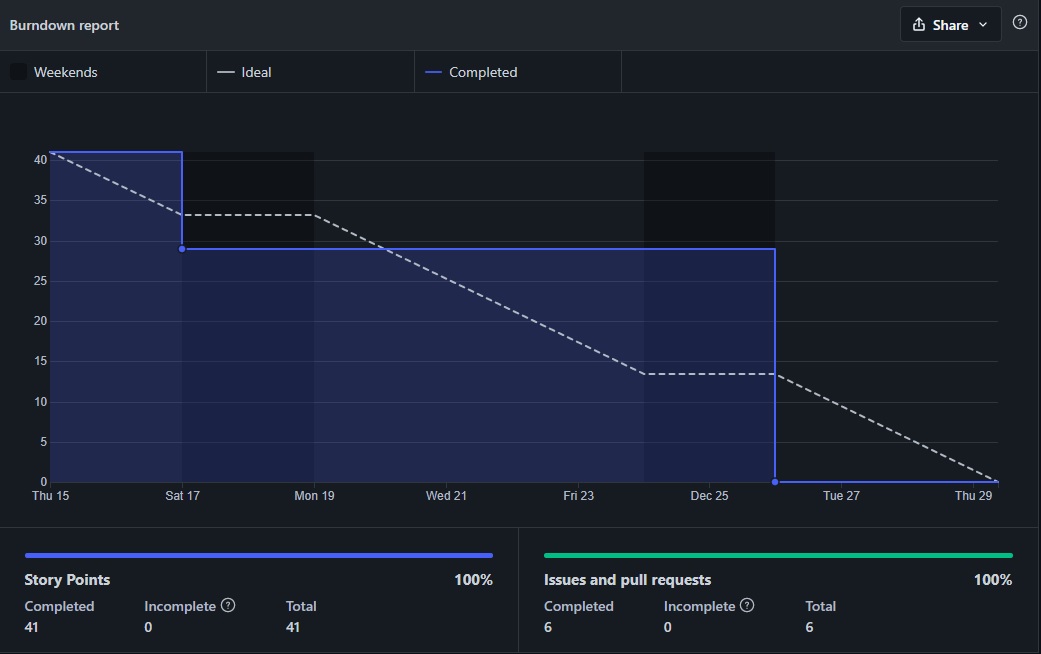 Burndown report
Share
Weekends
Ideal
Completed
40
35
30
25
20
15
10
5
0
Thu 15 Sat 17 Mon 19 Wed 21 Fri 23 Dec 25 Tue 27 Thu 29
Story Points 100%
Completed Incomplete ? Total
41 0 41
Issues and pull requests 100%
Completed Incomplete ? Total
6 0 6